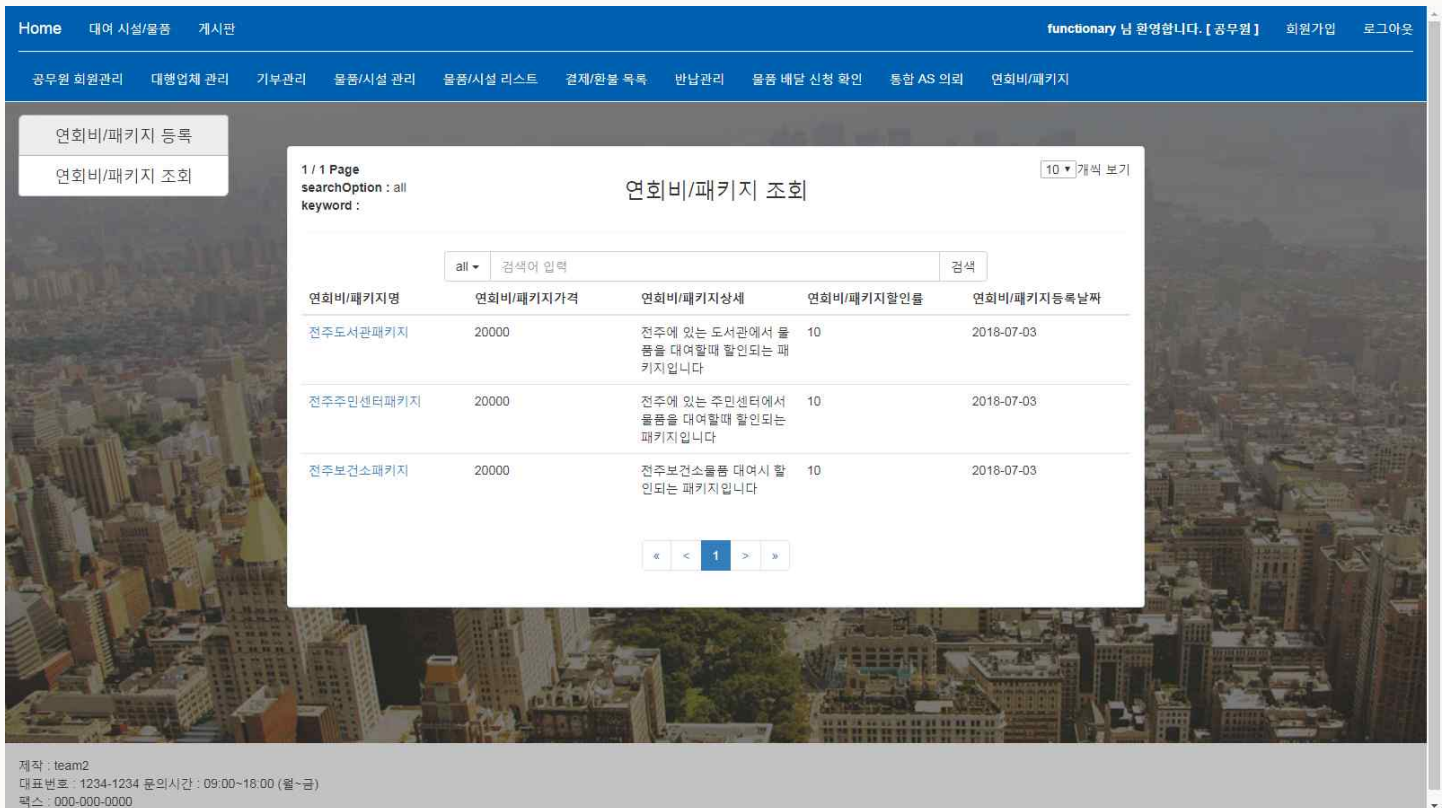 Home 대여 시설/물품 게시판 functionary 님 환영합니다. [ 공무원 ] 회원가입 로그아웃
공무원 회원관리 대행업체 관리 기부관리 물품/시설 관리 물품/시설 리스트 결제/환불 목록 반납관리 물품 배달 신청 확인 통합 AS 의뢰 연회비/패키지
연회비/패키지 등록
연회비/패키지 조회
1 / 1 Page
searchOption : all
keyword :
연회비/패키지 조회
10 개씩 보기
all 검색어 입력 검색
연회비/패키지명 연회비/패키지가격 연회비/패키지상세 연회비/패키지할인률 연회비/패키지등록날짜
전주도서관패키지 20000 전주에 있는 도서관에서 물 10 2018-07-03
품을 대여할때 할인되는 패
키지입니다
전주주민센터패키지 20000 전주에 있는 주민센터에서 10 2018-07-03
물품을 대여할때 할인되는
패키지입니다
전주보건소패키지 20000 전주보건소물품 대여시 할 10 2018-07-03
인되는 패키지입니다
« < 1 > »
제작 : team2
대표번호 : 1234-1234 문의시간 : 09:00~18:00 (월~금)
팩스 : 000-000-0000